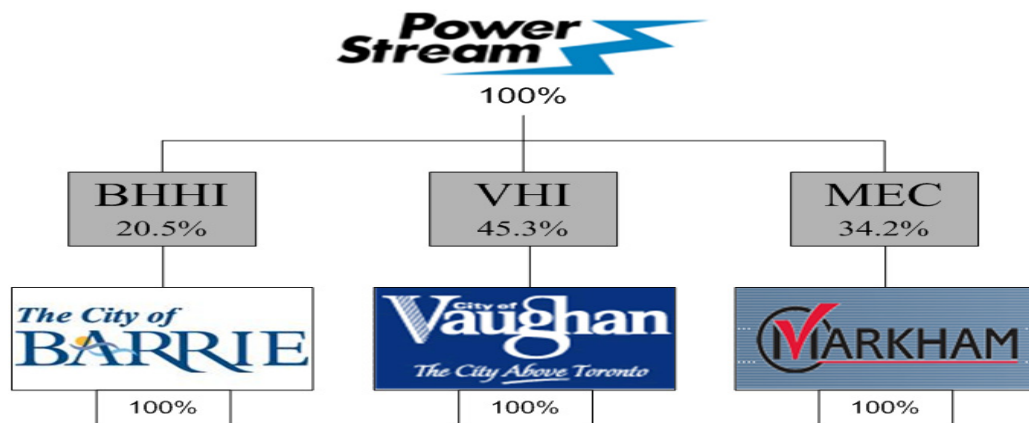 Power
Stream
100%
BHHI
20.5%
VHI
45.3%
MEC
34.2%
The City of
BARRIE
City of
Vaughan
The City Above Toronto
MARKHAM
100%
100%
100%